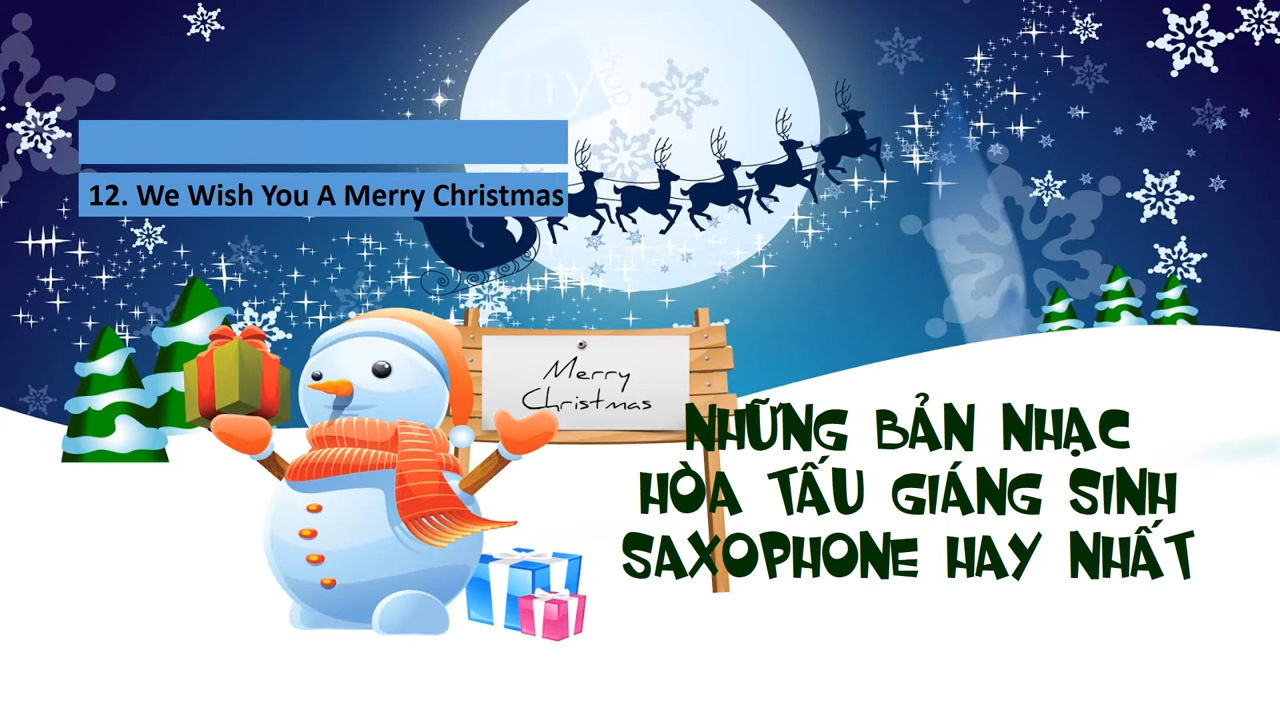 12. We Wish You A Merry Christmas
Merry
Christmas
NHỮNG BẢN NHẠC
HÒA TẤU GIÁNG SINH
SAXOPHONE HAY NHẤT